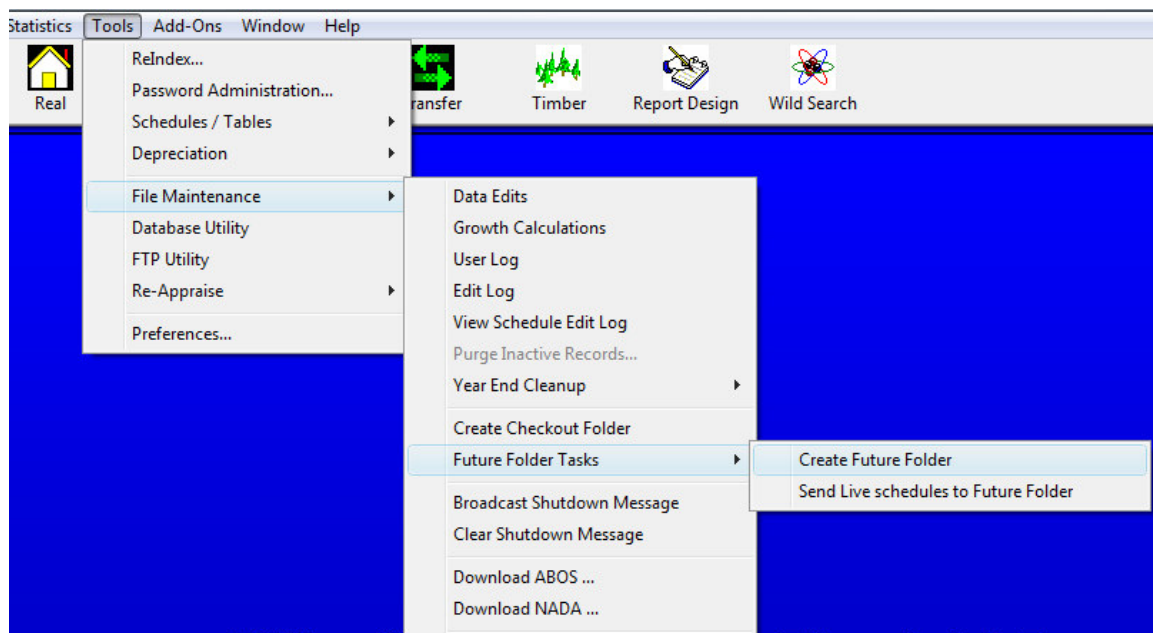 Statistics Tools Add-Ons Window Help
Real
ransfer
Timber
Report Design
Wild Search
ReIndex...
Password Administration...
Schedules / Tables
Depreciation
File Maintenance
Database Utility
FTP Utility
Re-Appraise
Preferences...
Data Edits
Growth Calculations
User Log
Edit Log
View Schedule Edit Log
Purge Inactive Records...
Year End Cleanup
Create Checkout Folder
Future Folder Tasks
Broadcast Shutdown Message
Clear Shutdown Message
Download ABOS ...
Download NADA ...
Create Future Folder
Send Live schedules to Future Folder